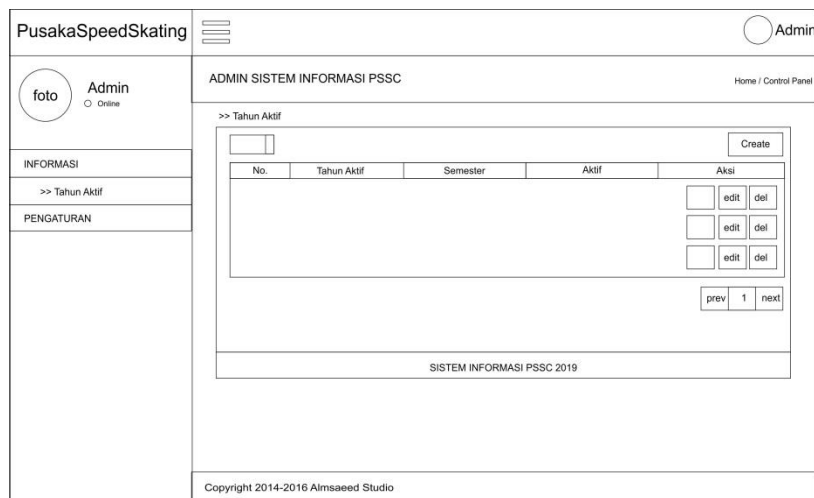 PusakaSpeedSkating
Admin
foto
Admin
Online
ADMIN SISTEM INFORMASI PSSC
Home / Control Panel
>> Tahun Aktif
INFORMASI
>> Tahun Aktif
PENGATURAN
Create
No. Tahun Aktif Semester Aktif Aksi
edit del
edit del
edit del
prev 1 next
SISTEM INFORMASI PSSC 2019
Copyright 2014-2016 Almsaeed Studio